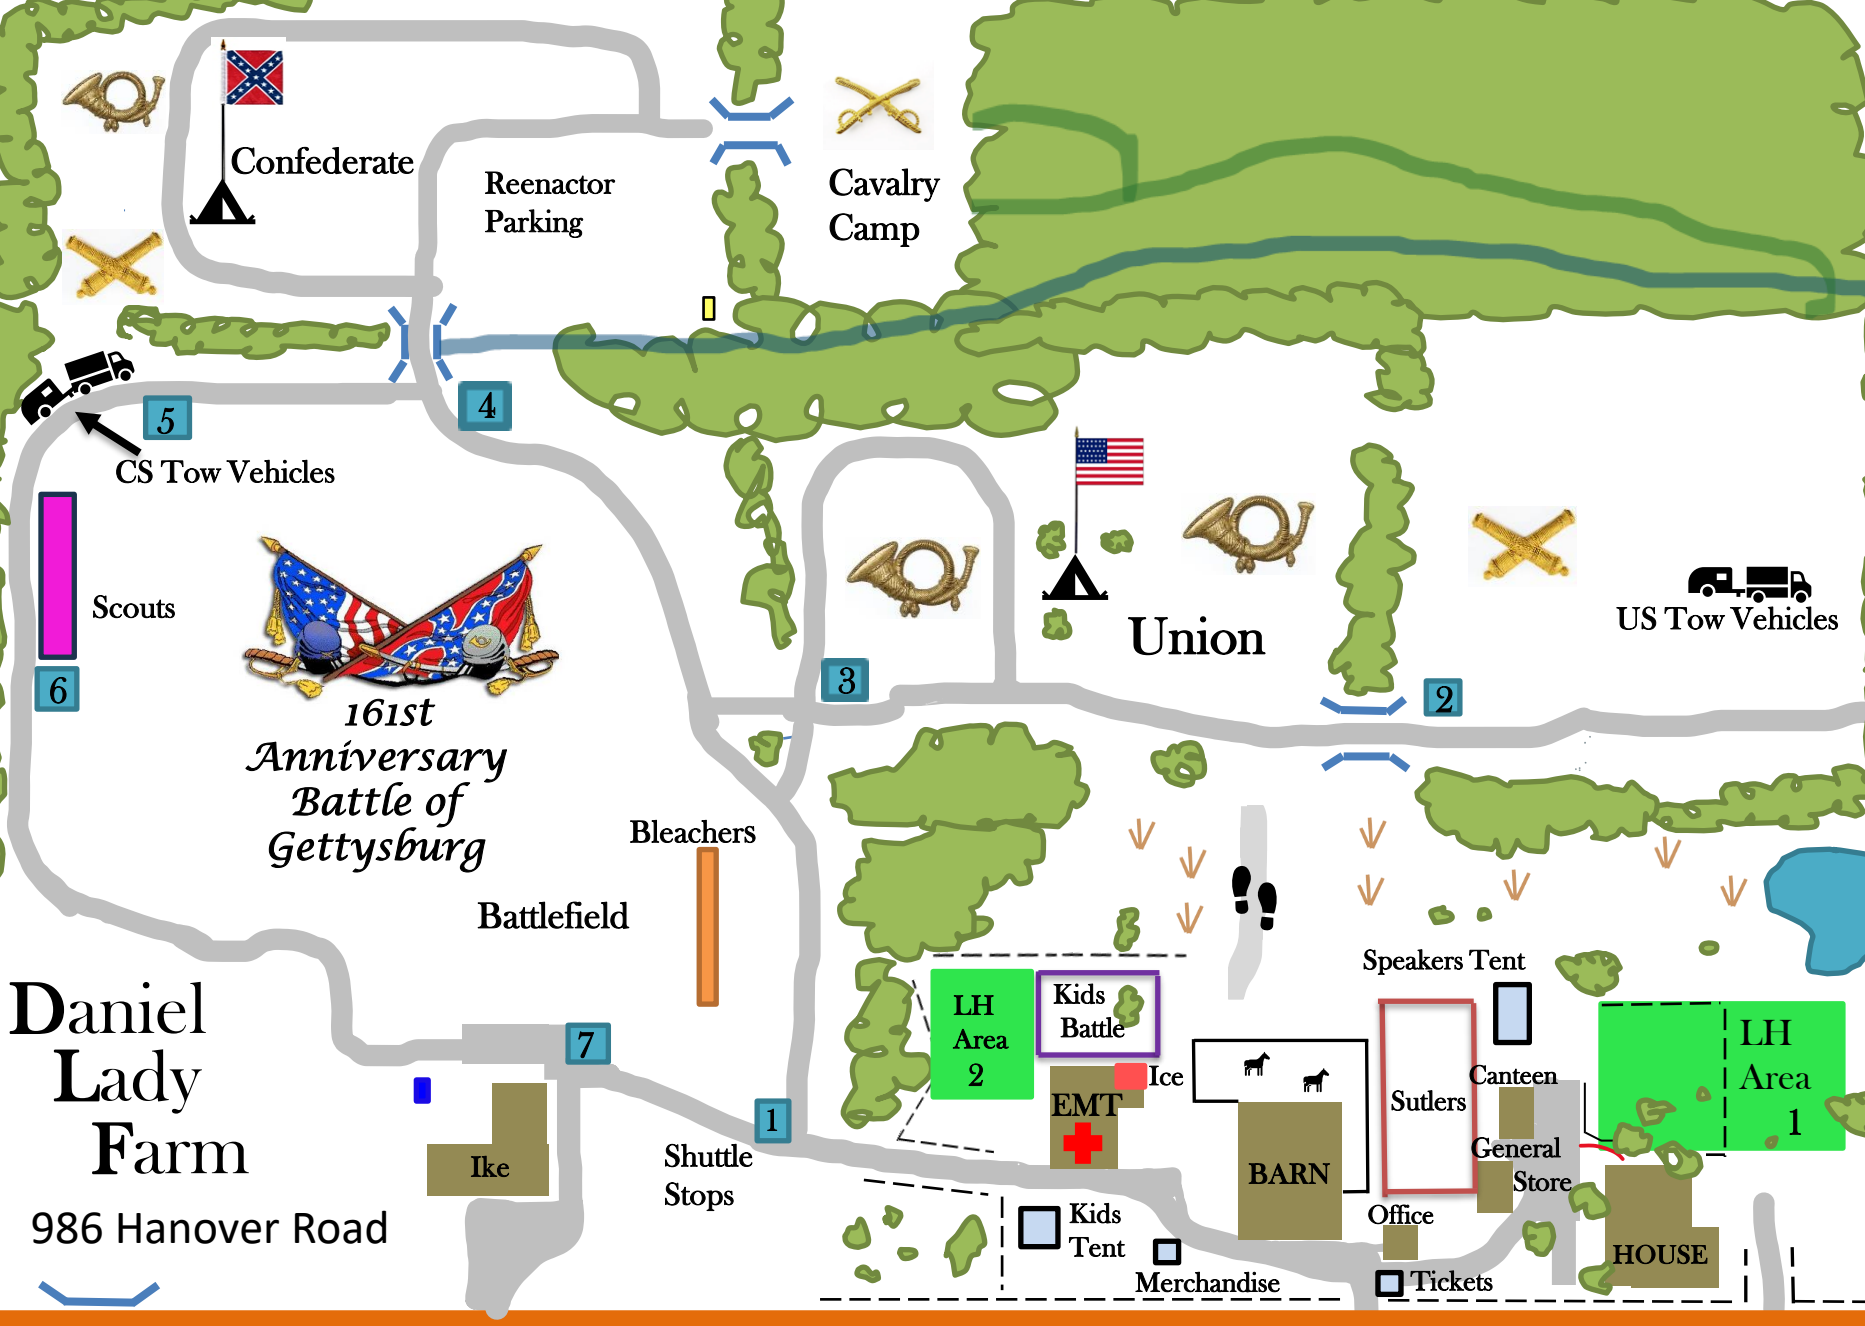 Confederate
Reenactor
Parking
Cavalry
Camp
4
5
CS Tow Vehicles
Scouts
6
161st
Anniversary
Battle of
Gettysburg
3
Union
2
US Tow Vehicles
Bleachers
Battlefield
Daniel
Lady
Farm
986 Hanover Road
7
Ike
1
Shuttle
Stops
LH
Area
2
Kids
Battle
Ice
EMT
BARN
Speakers Tent
Sutlers
Canteen
General
Store
Office
LH
Area
1
HOUSE
Kids
Tent
Merchandise
Tickets